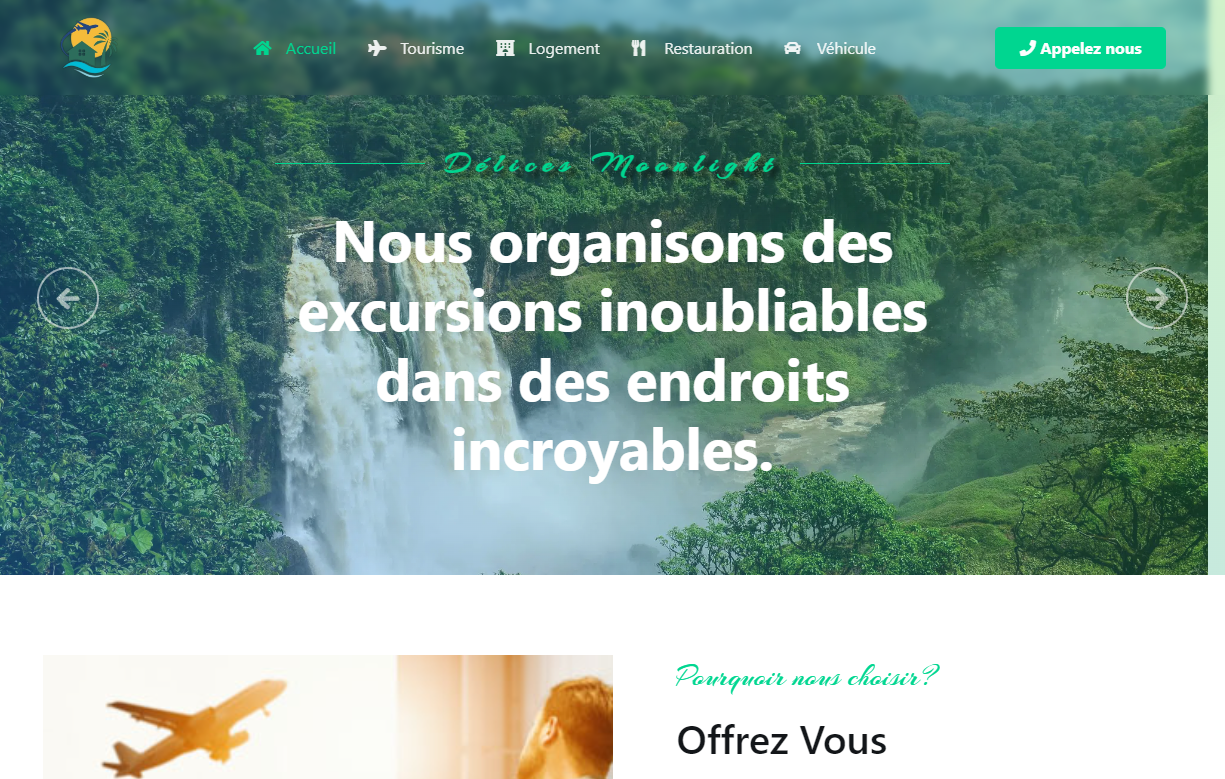 Accueil
Tourisme
Logement
Restauration
Véhicule
Appelez nous
Délices Moonlight
Nous organisons des
excursions inoubliables
dans des endroits
incroyables.
Pourquoir nous choisir?
Offrez Vous